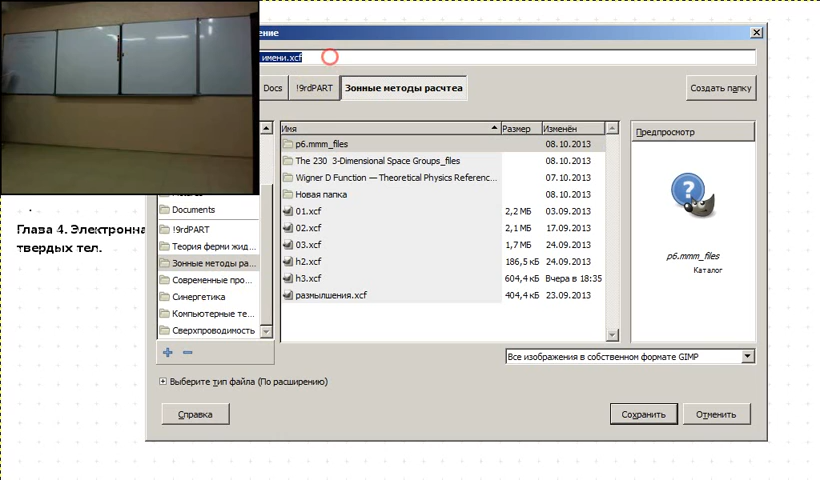 ение
имени.xcf
Docs
!9rdPART
Зонные методы расчтеа
Создать папку
Имя
Размер
Изменён
Предпросмотр
p6.mmm_files
08.10.2013
The 230 3-Dimensional Space Groups_files
08.10.2013
Wigner D Function — Theoretical Physics Referenc...
07.10.2013
Новая папка
08.10.2013
01.xcf
2,2 МБ
03.09.2013
02.xcf
2,1 МБ
17.09.2013
03.xcf
1,7 МБ
24.09.2013
h2.xcf
186,5 кБ
24.09.2013
h3.xcf
604,4 кБ
Вчера в 18:35
размылшения.xcf
404,4 кБ
23.09.2013
p6.mmm_files
Каталог
Documents
!9rdPART
Теория ферми жид...
Зонные методы ра...
Современные про...
Синергетика
Компьютерные те...
Сверхпроводимость
Глава 4. Электронна
твердых тел.
Все изображения в собственном формате GIMP
Выберите тип файла (По расширению)
Справка
Сохранить
Отменить